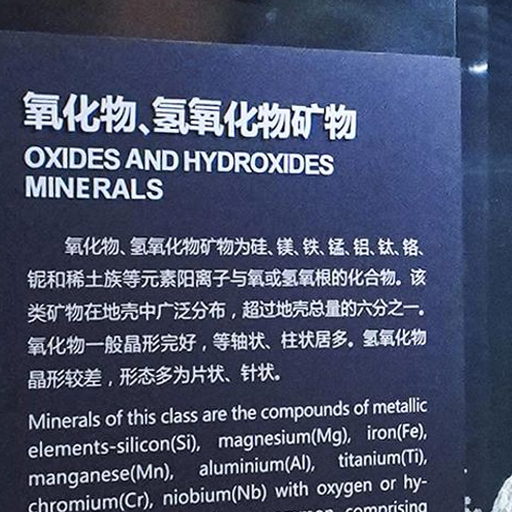 氧化物、氢氧化物矿物
OXIDES AND HYDROXIDES
MINERALS
氧化物、氢氧化物矿物为硅、镁、铁、锰、铝、钛、铬、
铌和稀土族等元素阳离子与氧或氢氧根的化合物。该
类矿物在地壳中广泛分布，超过地壳总量的六分之一。
氧化物一般晶形完好，等轴状、柱状居多。氢氧化物
晶形较差，形态多为片状、针状。
Minerals of this class are the compounds of metallic
elements-silicon(Si), magnesium(Mg), iron(Fe),
manganese(Mn), aluminium(Al), titanium(Ti),
chromium(Cr), niobium(Nb) with oxygen or hy-
comprising